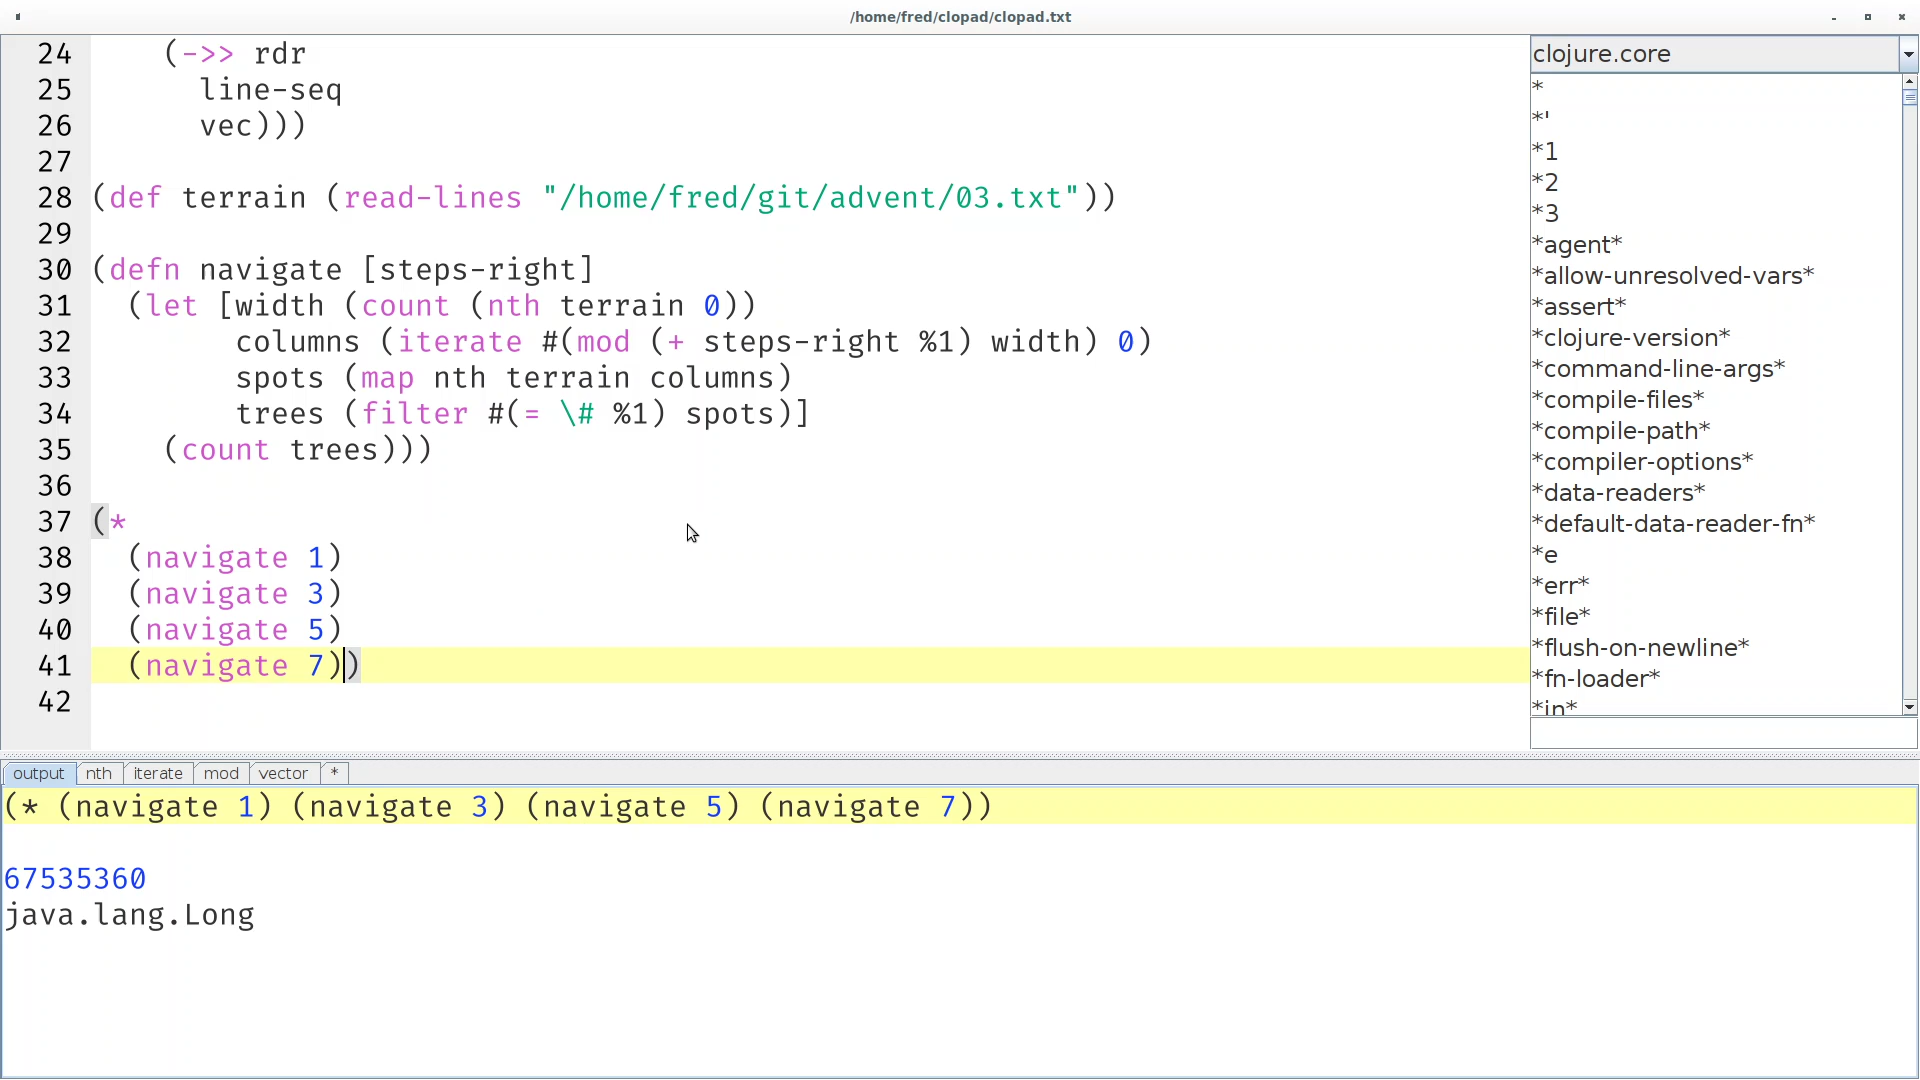 /home/fred/clopad/clopad.txt
24 (->> rdr
25 line-seq
26 vec)))
27
28 (def terrain (read-lines "/home/fred/git/advent/03.txt"))
29
30 (defn navigate [steps-right]
31 (let [width (count (nth terrain 0))
32 columns (iterate #(mod (+ steps-right %1) width) 0)
33 spots (map nth terrain columns)
34 trees (filter #(= \# %1) spots)]
35 (count trees)))
36
37 (*
38 (navigate 1)
39 (navigate 3)
40 (navigate 5)
41 (navigate 7))
42
clojure.core
*
*'
*1
*2
*3
*agent*
*allow-unresolved-vars*
*assert*
*clojure-version*
*command-line-args*
*compile-files*
*compile-path*
*compiler-options*
*data-readers*
*default-data-reader-fn*
*e
*err*
*file*
*flush-on-newline*
*fn-loader*
*in*
output nth iterate mod vector *
(* (navigate 1) (navigate 3) (navigate 5) (navigate 7))
67535360
java.lang.Long